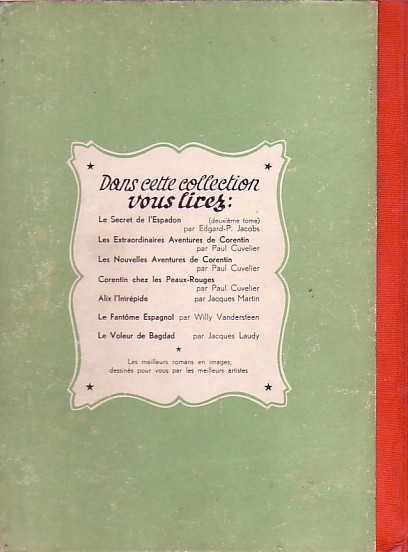 Dans cette collection
vous lirez:
Le Secret de l'Espadon (deuxième tome)
par Edgard-P. Jacobs
Les Extraordinaires Aventures de Corentin
par Paul Cuvelier
Les Nouvelles Aventures de Corentin
par Paul Cuvelier
Corentin chez les Peaux-Rouges
par Paul Cuvelier
Alix l'Intrépide par Jacques Martin
Le Fantôme Espagnol par Willy Vandersteen
Le Voleur de Bagdad par Jacques Laudy
Les meilleurs romans en images,
dessinés pour vous par les meilleurs artistes